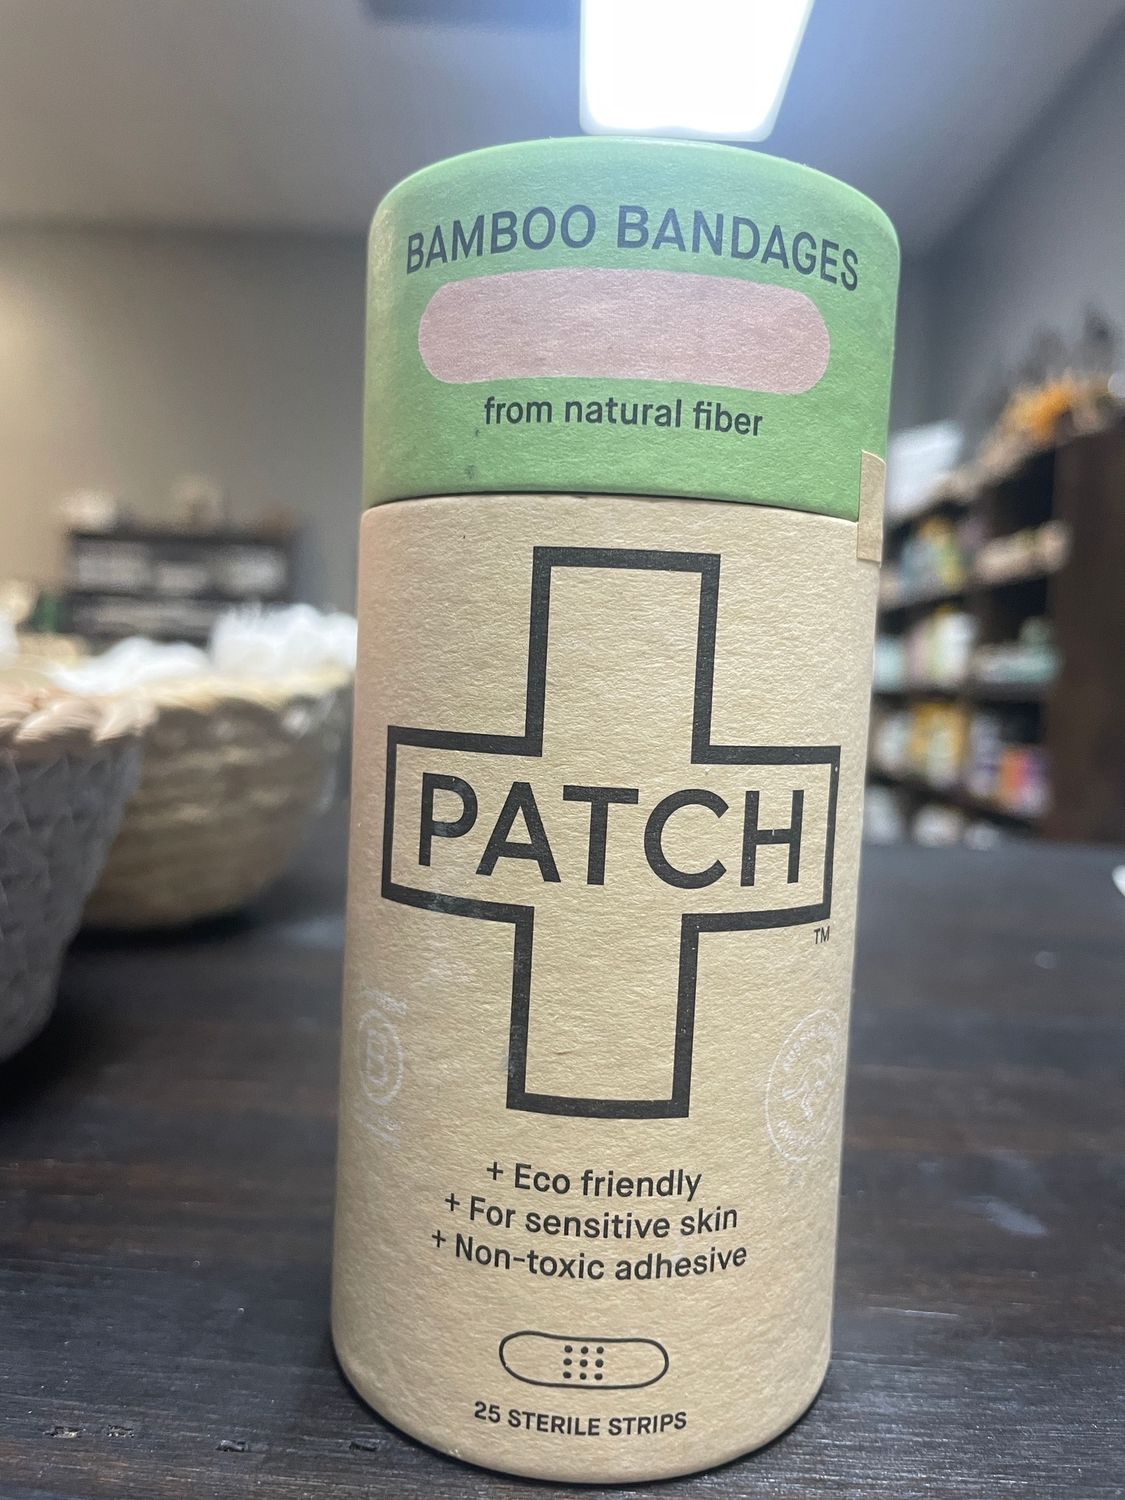 BAMBOO BANDAGES
from natural fiber
PATCH
TM
B
+ Eco friendly
+ For sensitive skin
+ Non-toxic adhesive
25 STERILE STRIPS